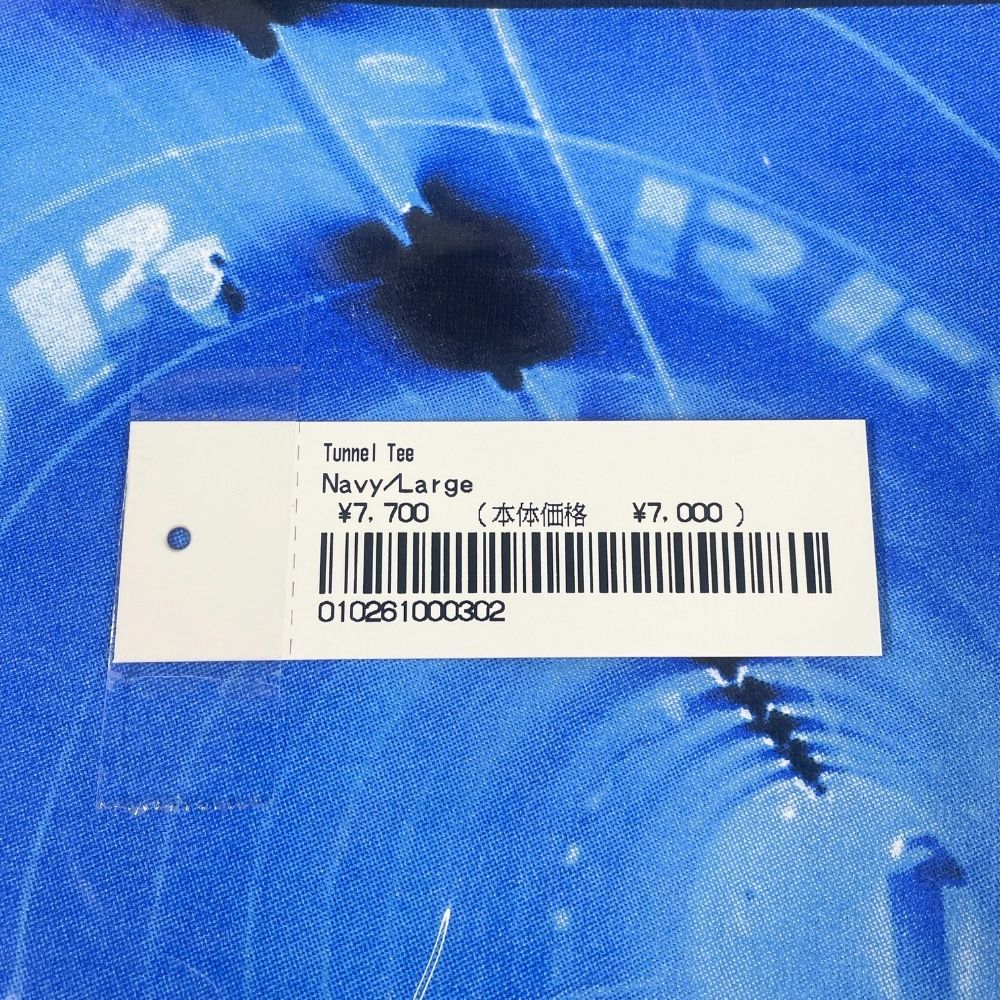 Tunnel Tee
Navy/Large
¥7,700 (本体価格 ¥7,000)
010261000302